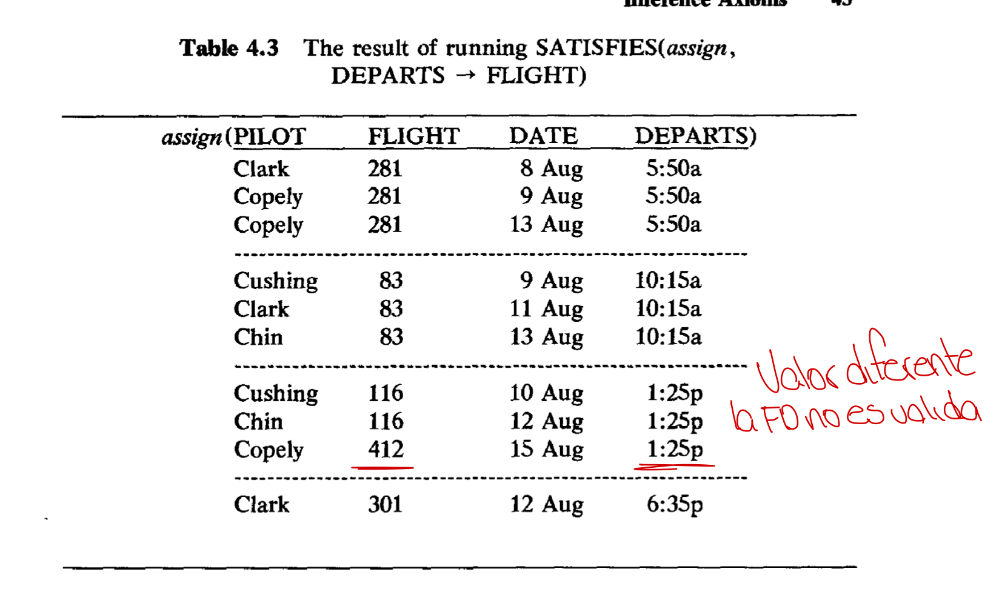 Inference Axioms 43
Table 4.3 The result of running SATISFIES(assign,
DEPARTS → FLIGHT)
assign(PILOT FLIGHT DATE DEPARTS)
Clark 281 8 Aug 5:50a
Copely 281 9 Aug 5:50a
Copely 281 13 Aug 5:50a
Cushing 83 9 Aug 10:15a
Clark 83 11 Aug 10:15a
Chin 83 13 Aug 10:15a
Cushing 116 10 Aug 1:25p
Chin 116 12 Aug 1:25p
Copely 412 15 Aug 1:25p
Clark 301 12 Aug 6:35p
Valor diferente
la FD no es valida